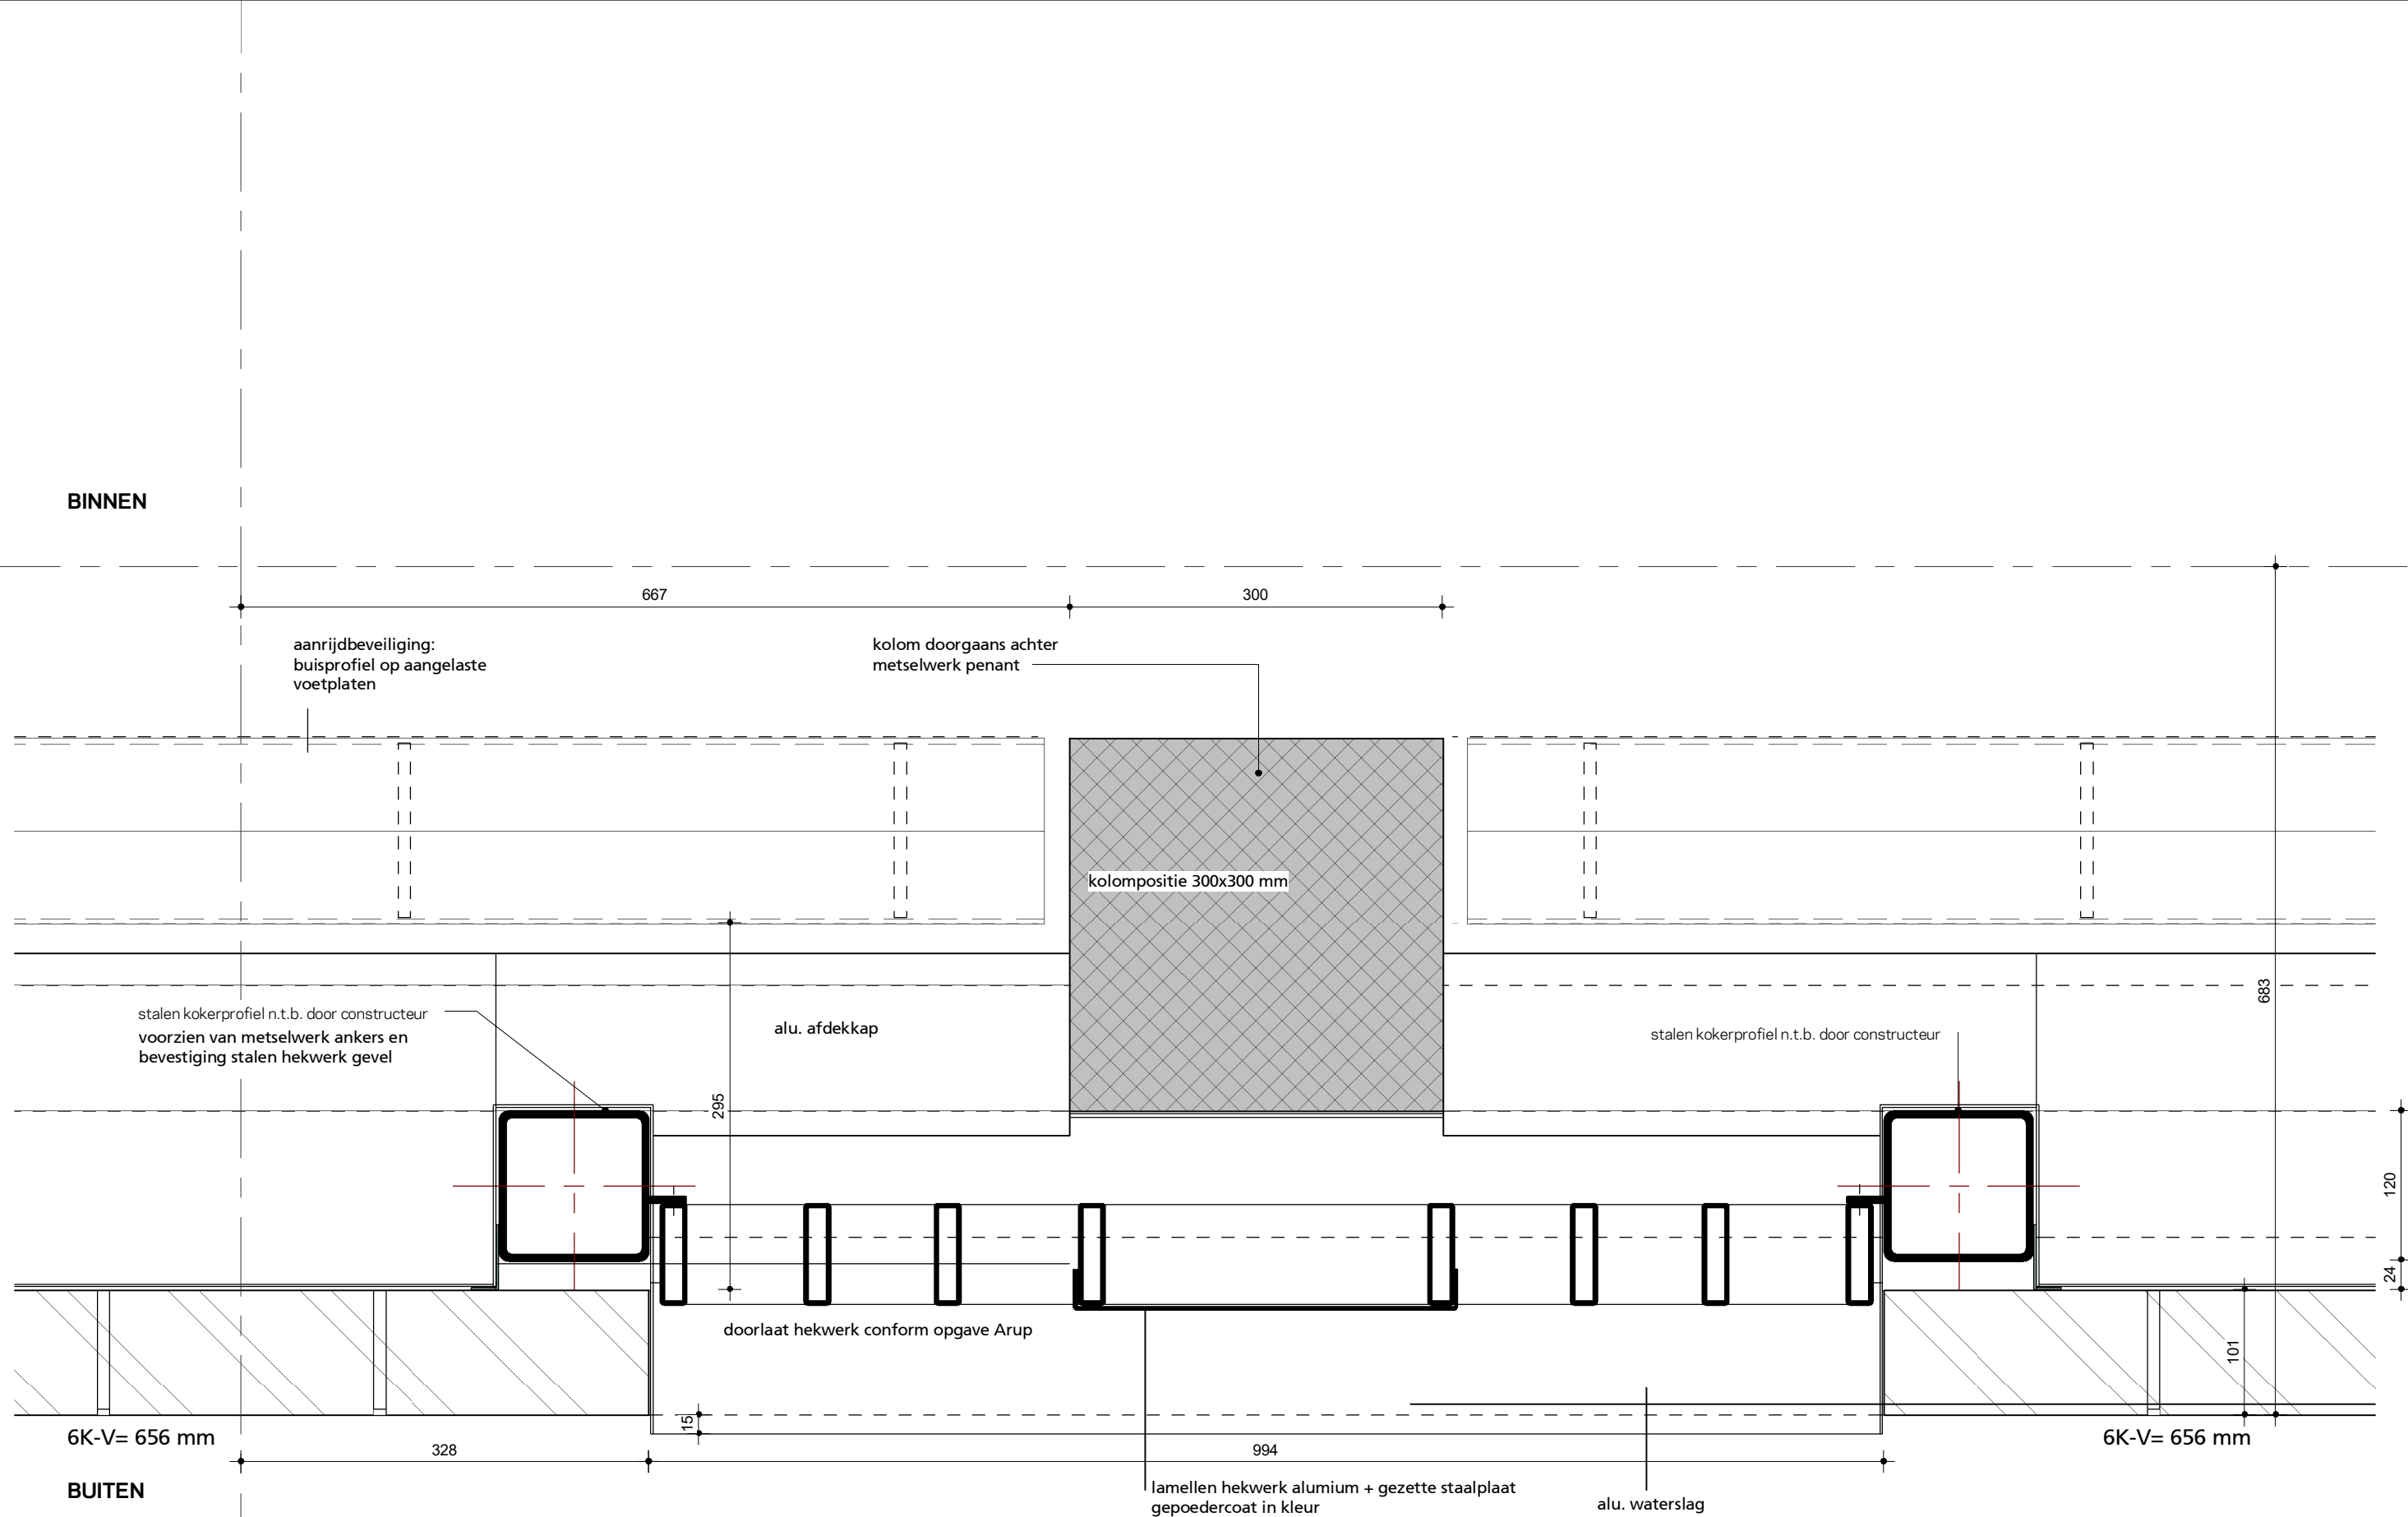 BINNEN
667
300
aanrijdbeveiliging:
buisprofiel op aangelaste
voetplaten
kolom doorgaans achter
metselwerk penant
kolompositie 300x300 mm
683
stalen kokerprofiel n.t.b. door constructeur
voorzien van metselwerk ankers en
bevestiging stalen hekwerk gevel
alu. afdekkap
stalen kokerprofiel n.t.b. door constructeur
295
120
24
doorlaat hekwerk conform opgave Arup
101
15
6K-V= 656 mm
6K-V= 656 mm
328
994
BUITEN
lamellen hekwerk alumium + gezette staalplaat
gepoedercoat in kleur
alu. waterslag